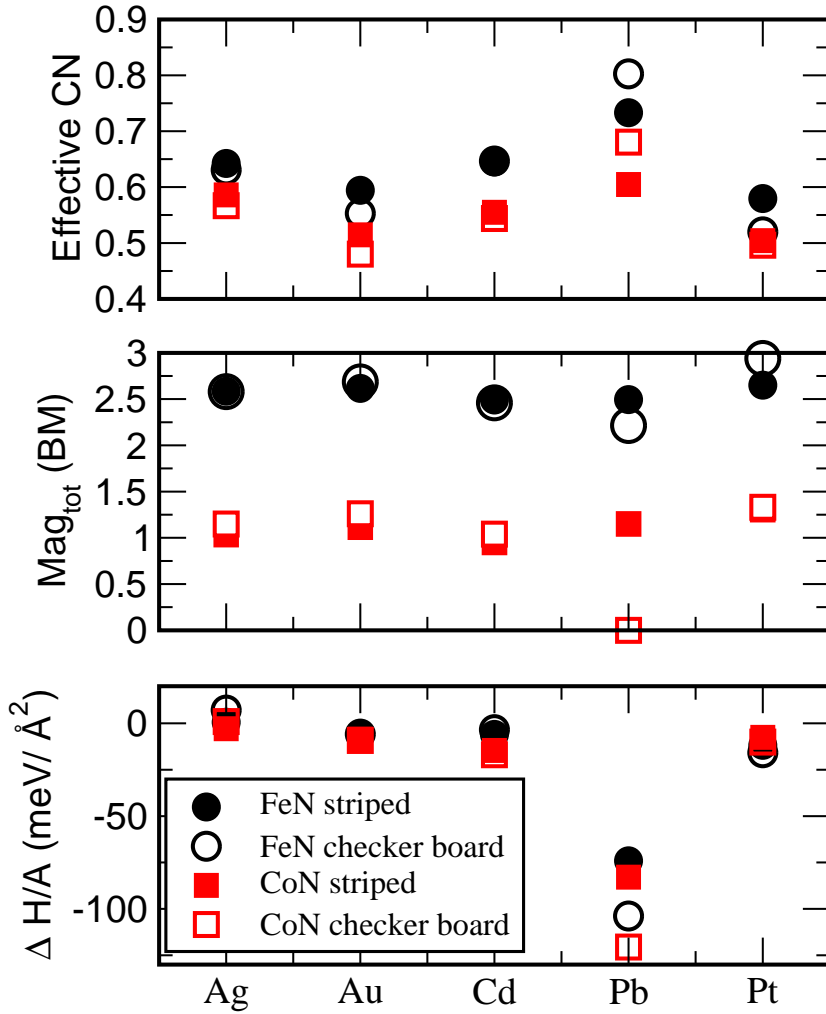 0.9
0.8
0.7
0.6
0.5
0.4
Effective CN
3
2.5
2
1.5
1
0.5
0
Mag_tot (BM)
0
-50
-100
Δ H/A (meV/ Å²)
FeN striped
FeN checker board
CoN striped
CoN checker board
Ag Au Cd Pb Pt